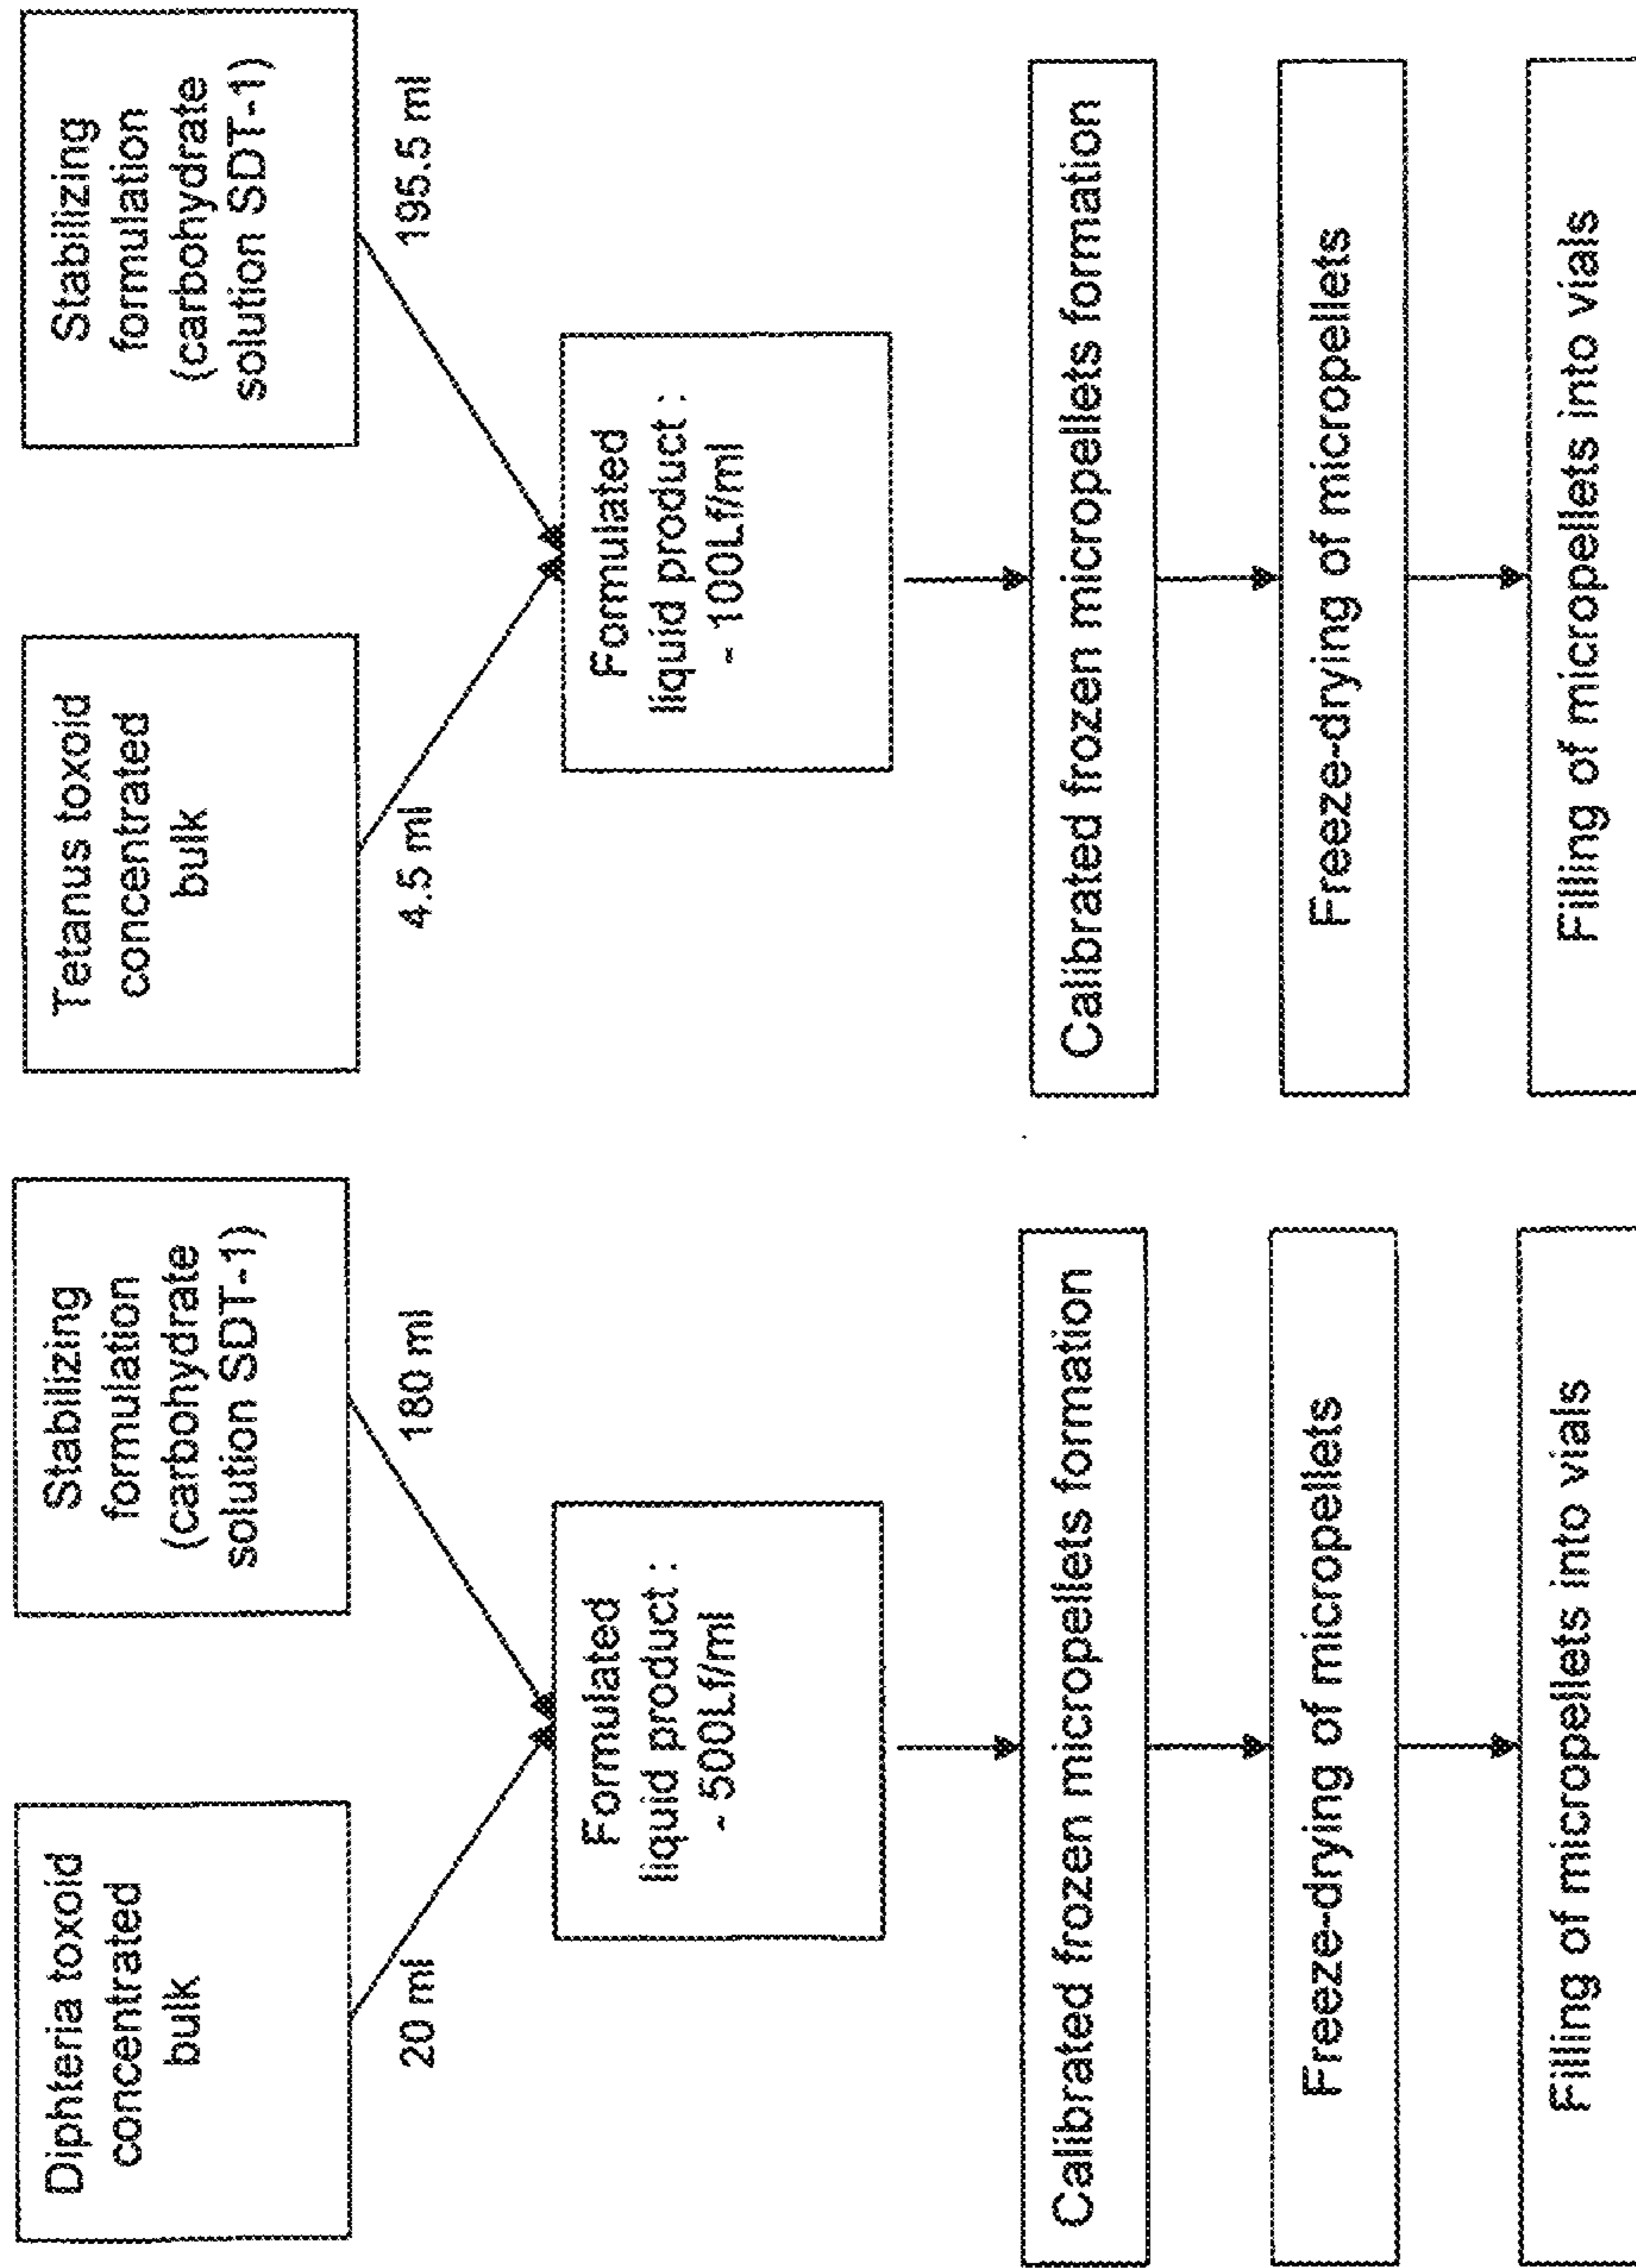 Diphteria toxoid
concentrated
bulk
Stabilizing
formulation
(carbohydrate
solution SDT-1)
20 ml
180 ml
Formulated
liquid product :
~ 500Lf/ml
Calibrated frozen micropellets formation
Freeze-drying of micropellets
Filling of micropellets into vials
Tetanus toxoid
concentrated
bulk
Stabilizing
formulation
(carbohydrate
solution SDT-1)
4.5 ml
195.5 ml
Formulated
liquid product :
~ 100Lf/ml
Calibrated frozen micropellets formation
Freeze-drying of micropellets
Filling of micropellets into vials